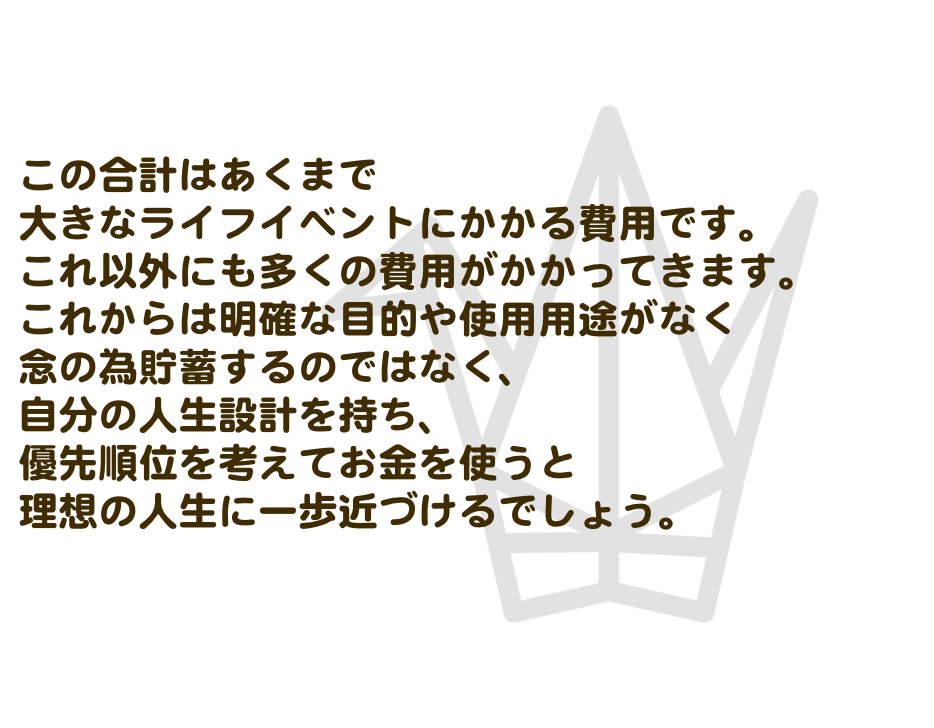 この合計はあくまで
大きなライフイベントにかかる費用です。
これ以外にも多くの費用がかかってきます。
これからは明確な目的や使用用途がなく
念の為貯蓄するのではなく、
自分の人生設計を持ち、
優先順位を考えてお金を使うと
理想の人生に一歩近づけるでしょう。